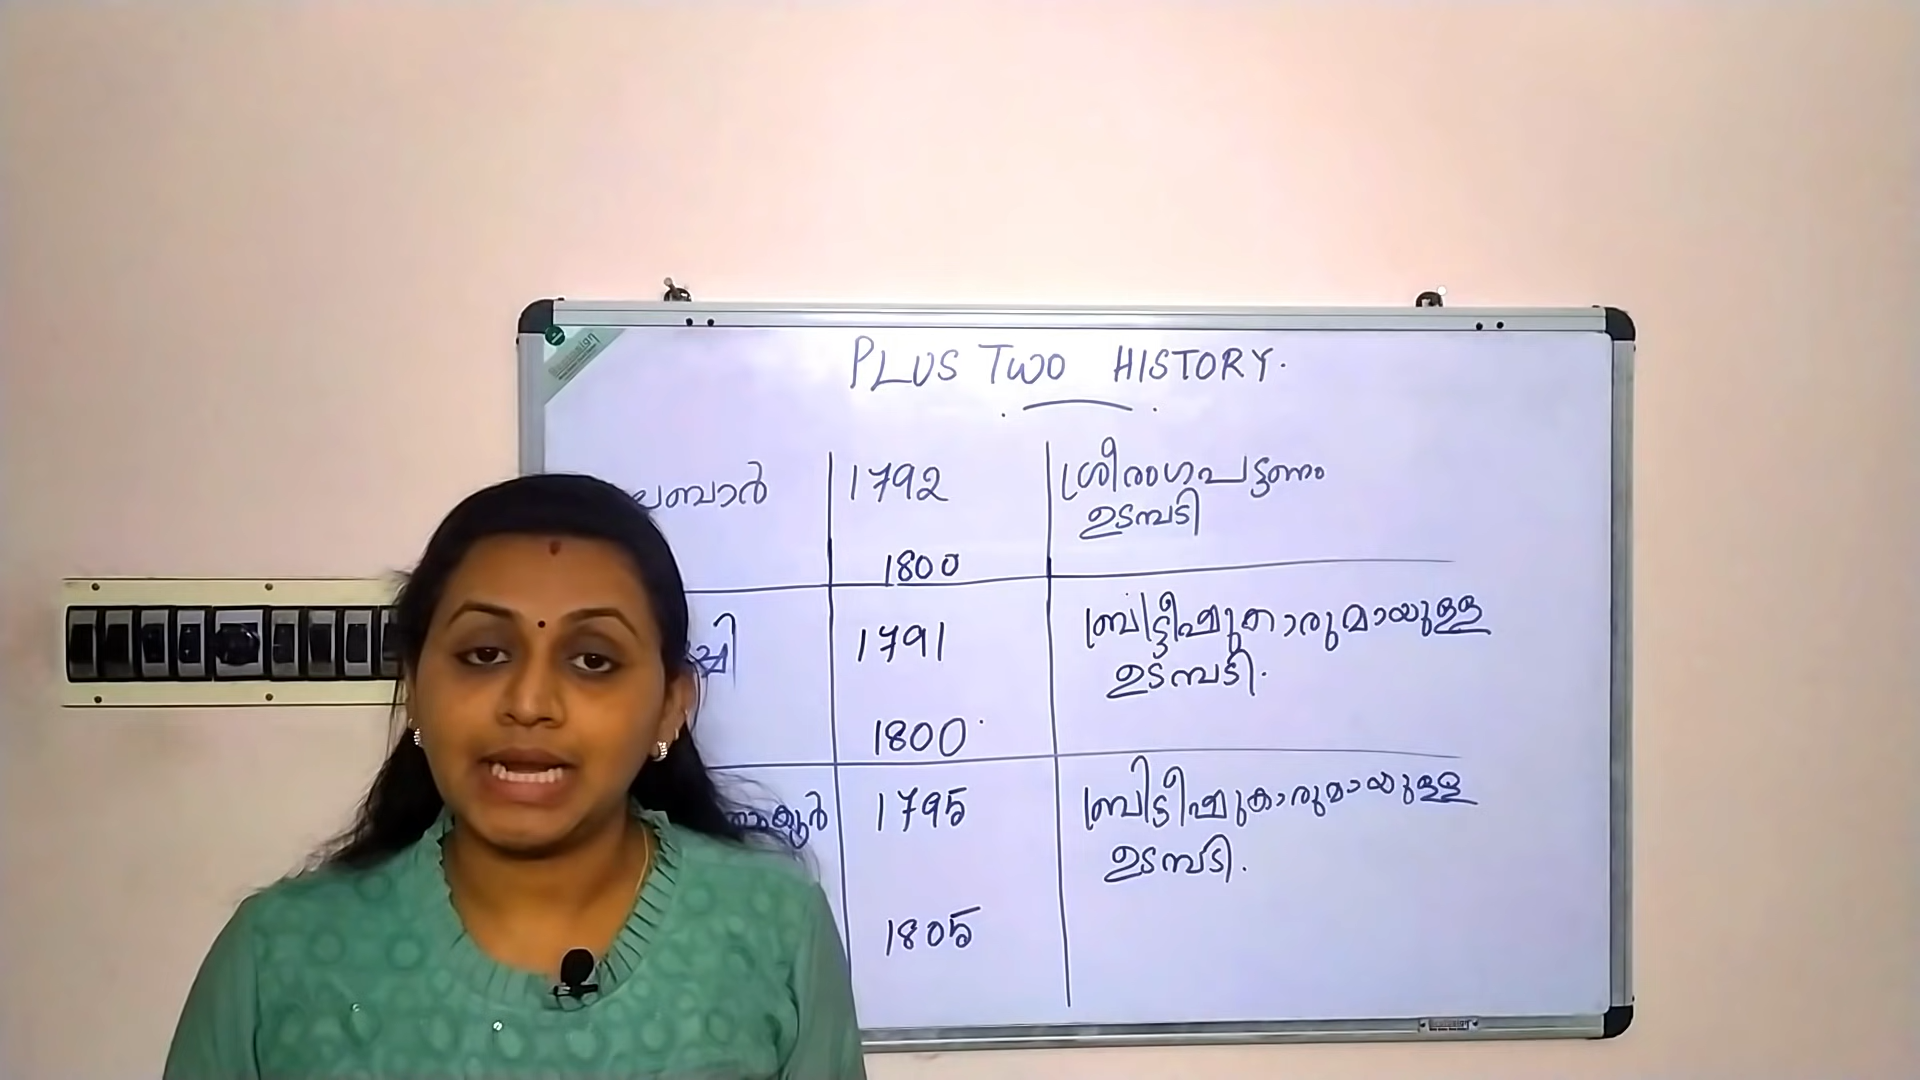 PLUS TWO HISTORY.
ലബാർ 1792 ശ്രീരംഗപട്ടണം
ഉടമ്പടി
1800
1791 ബ്രിട്ടീഷുകാരുമായുള്ള
ഉടമ്പടി.
1800
1795 ബ്രിട്ടീഷുകാരുമായുള്ള
ഉടമ്പടി.
1805